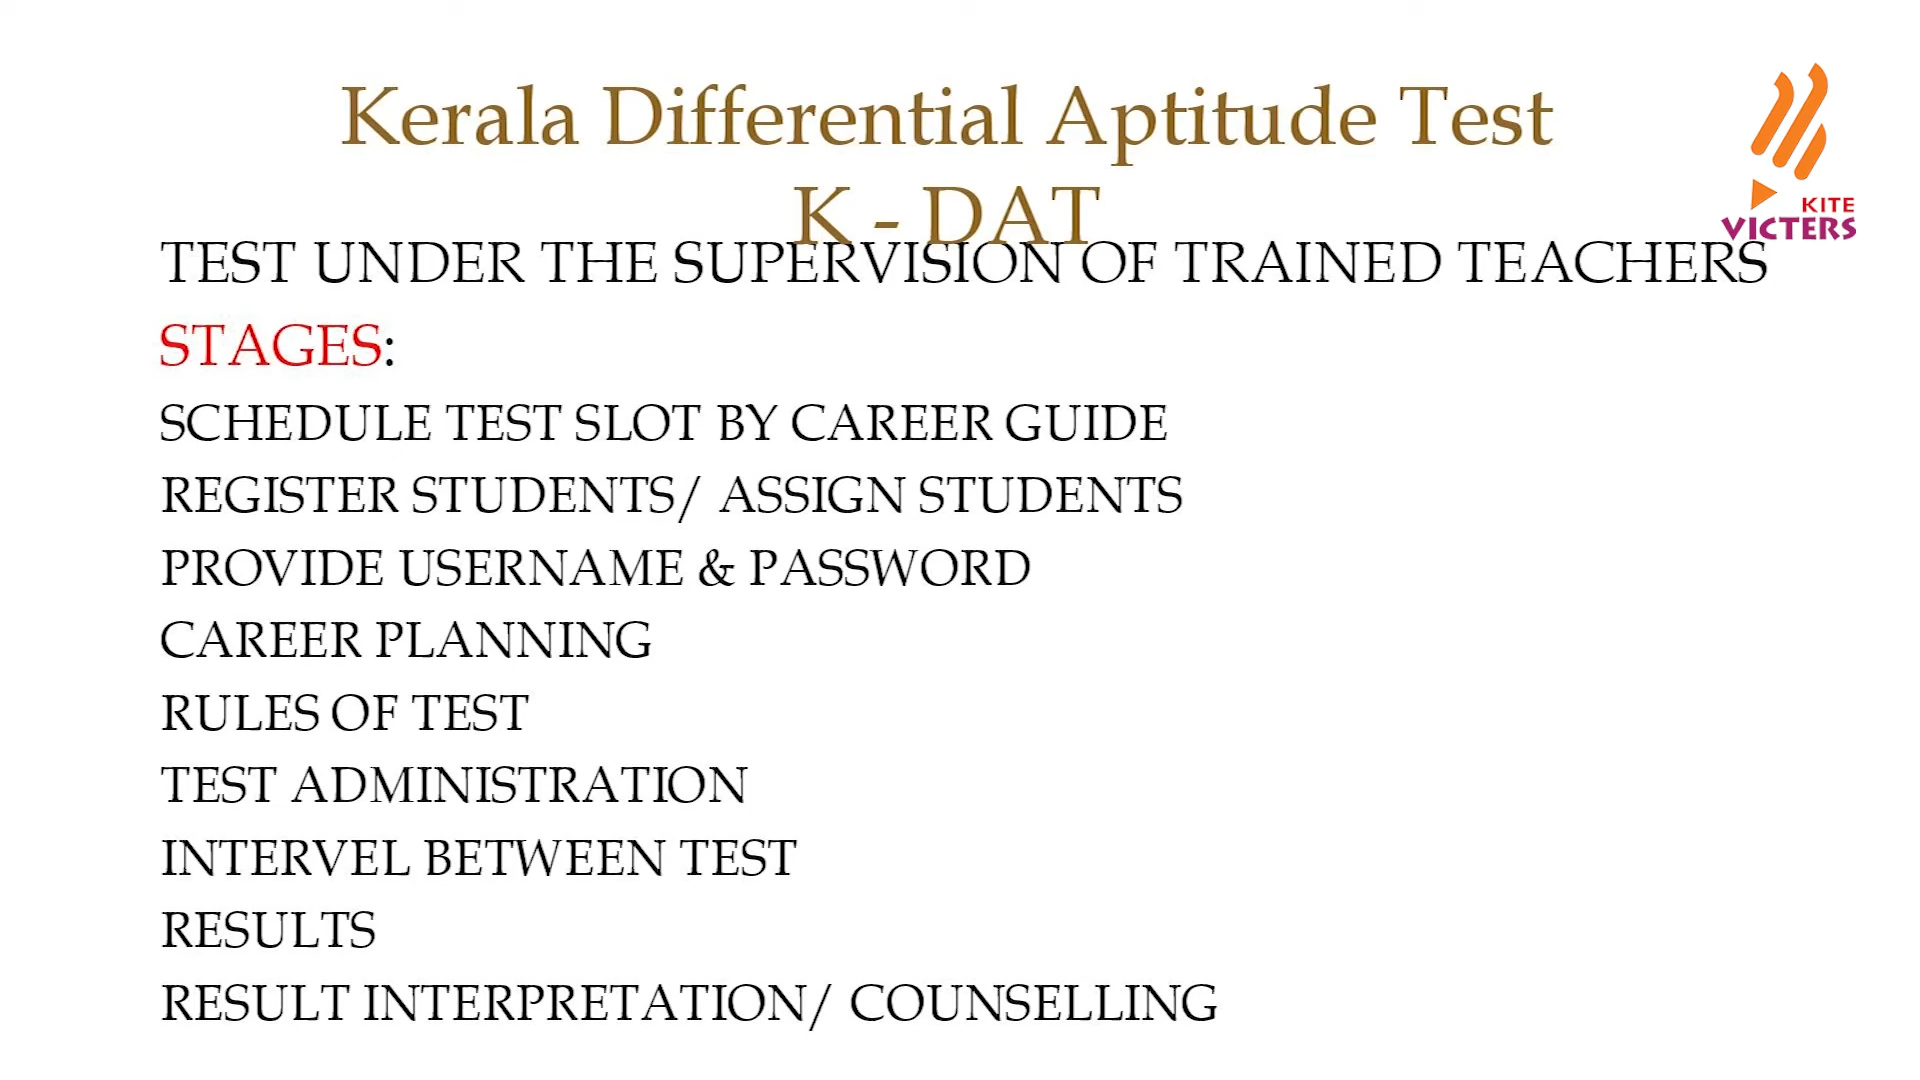 Kerala Differential Aptitude Test
K - DAT
KITE
VICTERS
TEST UNDER THE SUPERVISION OF TRAINED TEACHERS
STAGES:
SCHEDULE TEST SLOT BY CAREER GUIDE
REGISTER STUDENTS/ ASSIGN STUDENTS
PROVIDE USERNAME & PASSWORD
CAREER PLANNING
RULES OF TEST
TEST ADMINISTRATION
INTERVEL BETWEEN TEST
RESULTS
RESULT INTERPRETATION/ COUNSELLING